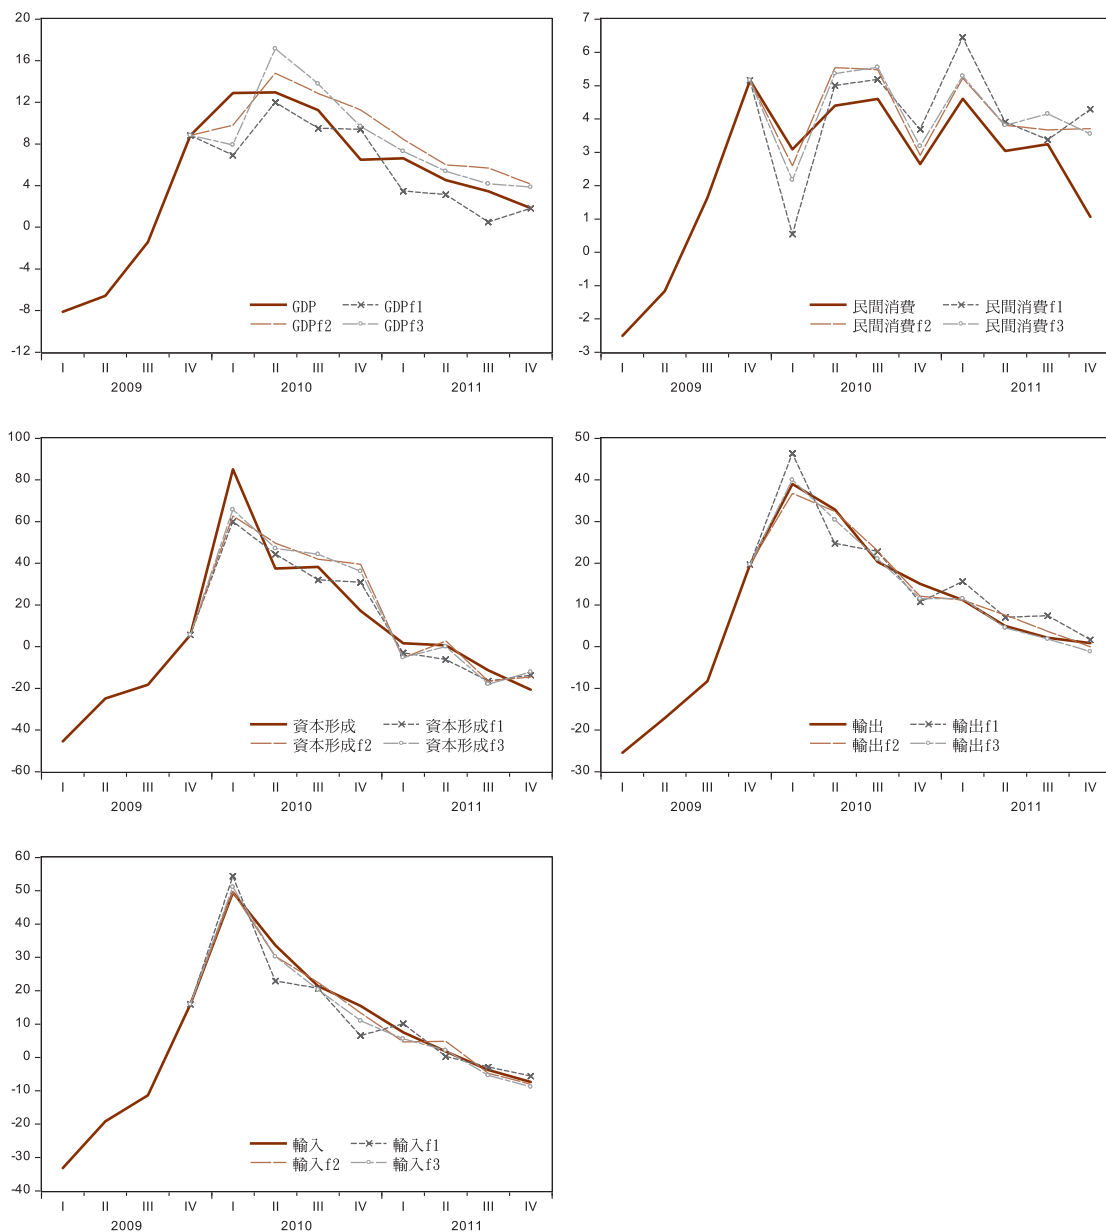 20
16
12
8
4
0
-4
-8
-12
GDP GDPf1
GDPf2 GDPf3
I II III IV I II III IV I II III IV
2009 2010 2011
7
6
5
4
3
2
1
0
-1
-2
-3
民間消費 民間消費f1
民間消費f2 民間消費f3
I II III IV I II III IV I II III IV
2009 2010 2011
100
80
60
40
20
0
-20
-40
-60
資本形成 資本形成f1
資本形成f2 資本形成f3
I II III IV I II III IV I II III IV
2009 2010 2011
50
40
30
20
10
0
-10
-20
-30
輸出 輸出f1
輸出f2 輸出f3
I II III IV I II III IV I II III IV
2009 2010 2011
60
50
40
30
20
10
0
-10
-20
-30
-40
輸入 輸入f1
輸入f2 輸入f3
I II III IV I II III IV I II III IV
2009 2010 2011